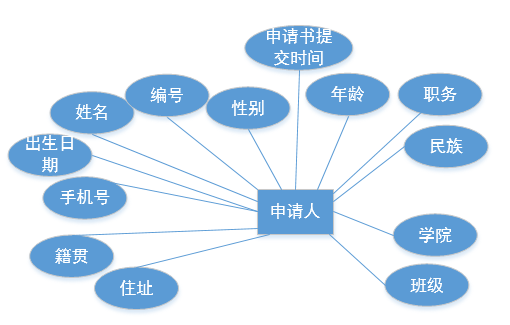 申请书提
交时间
编号
性别
年龄
职务
姓名
出生日
期
民族
手机号
申请人
学院
籍贯
住址
班级